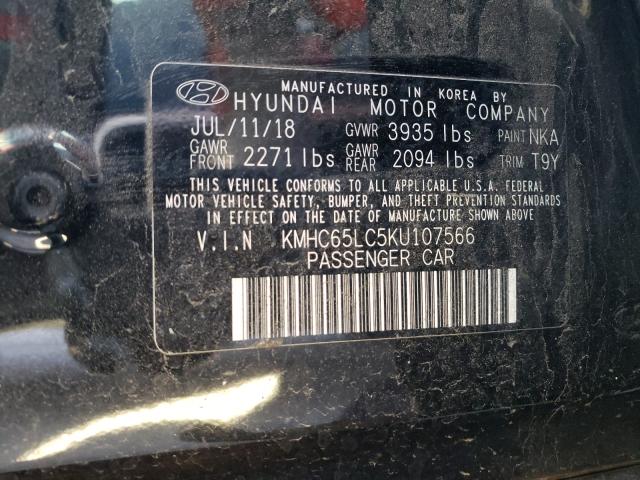 MANUFACTURED IN KOREA BY
HYUNDAI MOTOR COMPANY
JUL/11/18 GVWR 3935 lbs PAINT NKA
GAWR FRONT 2271 lbs GAWR REAR 2094 lbs TRIM T9Y
THIS VEHICLE CONFORMS TO ALL APPLICABLE U.S.A. FEDERAL
MOTOR VEHICLE SAFETY, BUMPER, AND THEFT PREVENTION STANDARDS
IN EFFECT ON THE DATE OF MANUFACTURE SHOWN ABOVE.
V.I.N KMHC65LC5KU107566
PASSENGER CAR